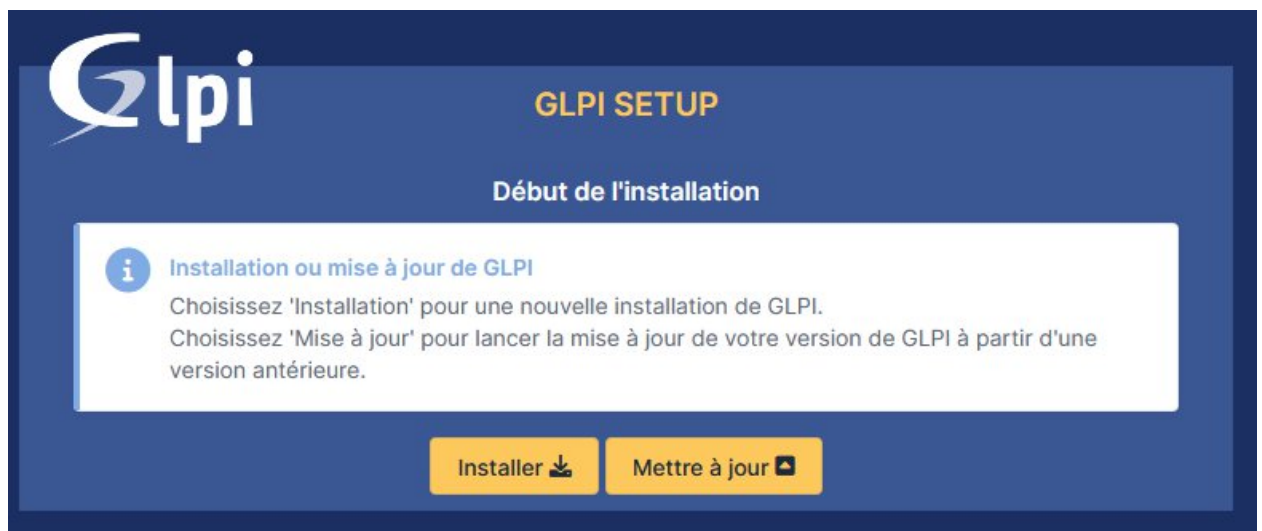 Glpi
GLPI SETUP
Début de l'installation
Installation ou mise à jour de GLPI
Choisissez 'Installation' pour une nouvelle installation de GLPI.
Choisissez 'Mise à jour' pour lancer la mise à jour de votre version de GLPI à partir d'une
version antérieure.
Installer
Mettre à jour